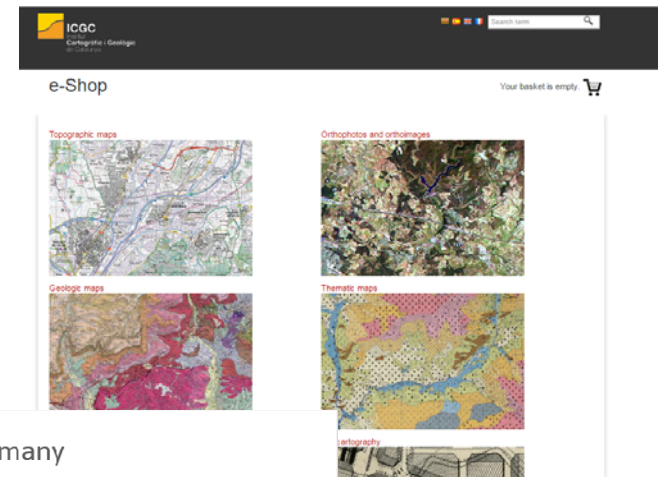 ICGC
Institut
Cartogràfic i Geològic
de Catalunya
Search term
e-Shop
Your basket is empty.
Topographic maps
Orthophotos and orthoimages
Geologic maps
Thematic maps
many
cartography